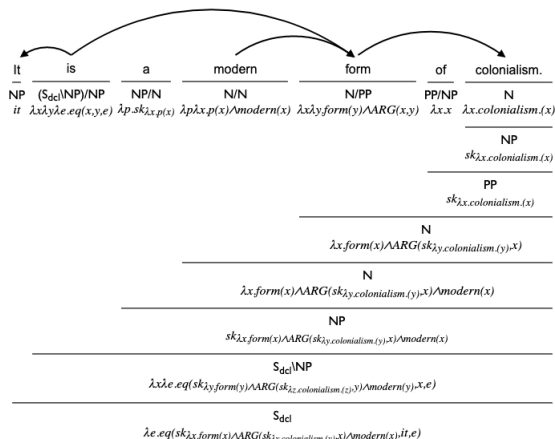 It is a modern form of colonialism.
NP (S_dcl\NP)/NP NP/N N/N N/PP PP/NP N
it λxλyλe.eq(x,y,e) λp.sk_λx.p(x) λpλx.p(x)∧modern(x) λxλy.form(y)∧ARG(x,y) λx.x λx.colonialism.(x)
NP
sk_λx.colonialism.(x)
PP
sk_λx.colonialism.(x)
N
λx.form(x)∧ARG(sk_λy.colonialism.(y),x)
N
λx.form(x)∧ARG(sk_λy.colonialism.(y),x)∧modern(x)
NP
sk_λx.form(x)∧ARG(sk_λy.colonialism.(y),x)∧modern(x)
S_dcl\NP
λxλe.eq(sk_λy.form(y)∧ARG(sk_λz.colonialism.(z),y)∧modern(y),x,e)
S_dcl
λe.eq(sk_λx.form(x)∧ARG(sk_λy.colonialism.(y),x)∧modern(x),it,e)